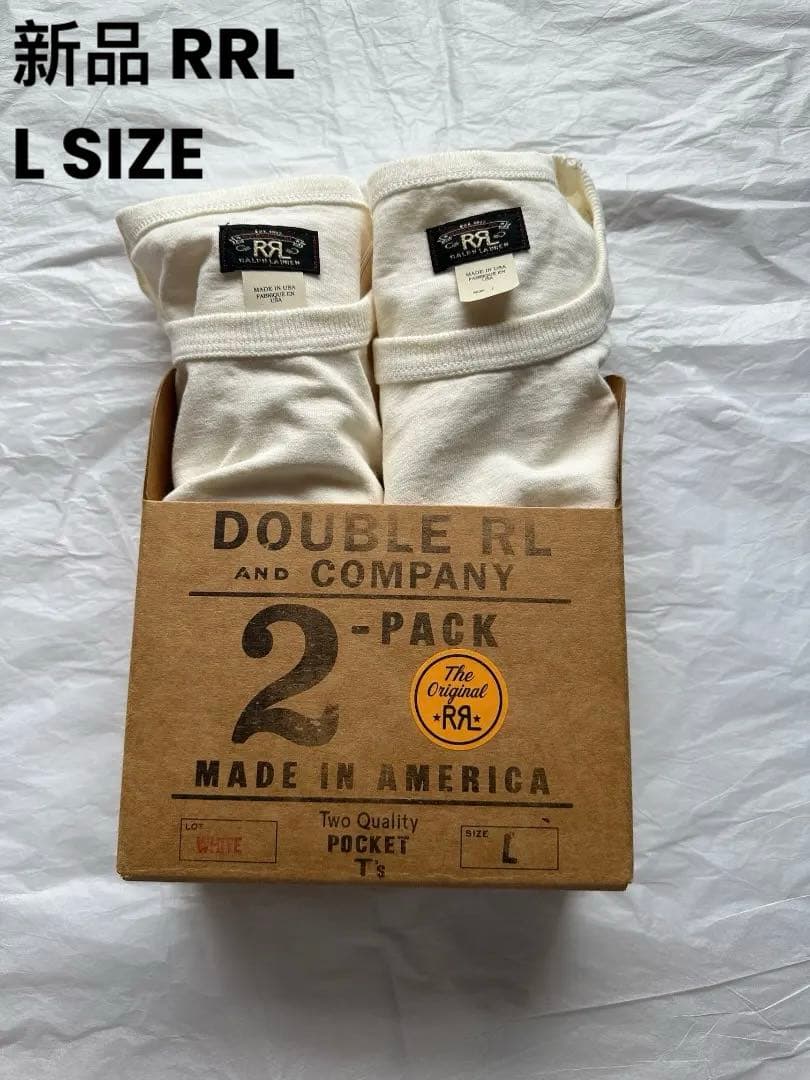 新品 RRL
L SIZE
RRL
RALPH LAUREN
MADE IN USA
FABRIQUE EN
USA
RRL
RALPH LAUREN
MADE IN USA
FABRIQUE EN
USA
DOUBLE RL
AND COMPANY
2-PACK
The
Original
RRL
MADE IN AMERICA
LOT
WHITE
Two Quality
POCKET
T's
SIZE
L